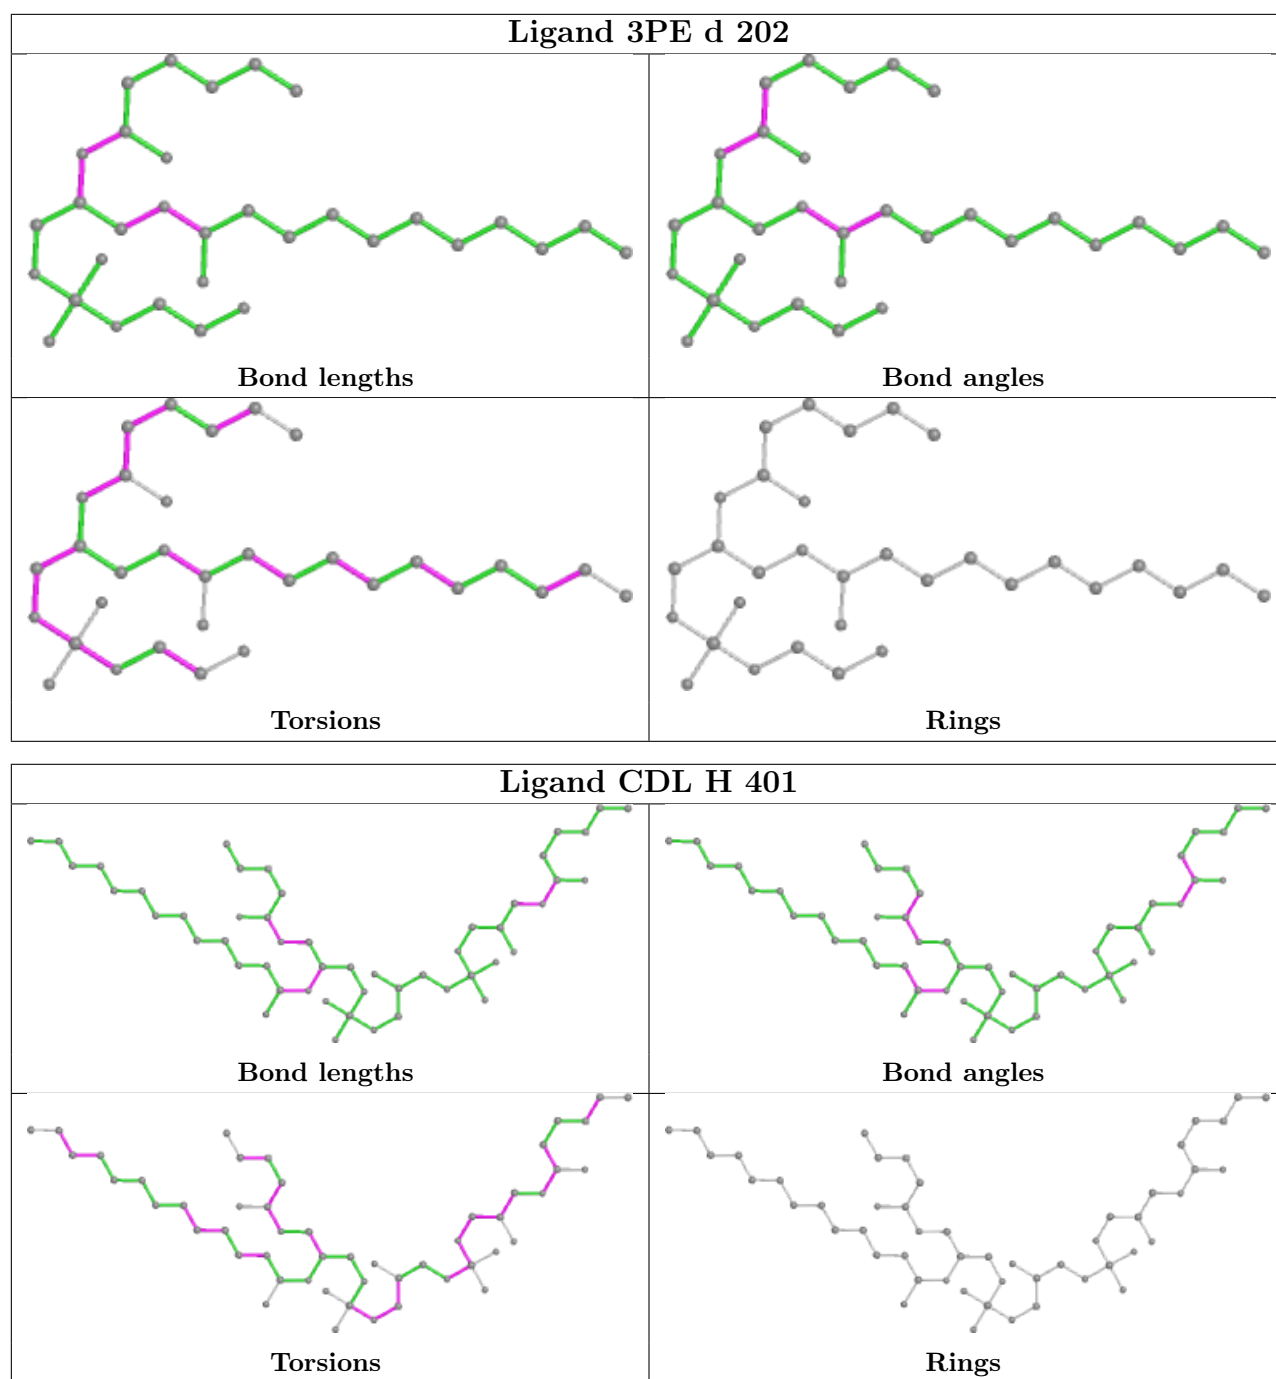 Ligand 3PE d 202
Bond lengths
Bond angles
Torsions
Rings
Ligand CDL H 401
Bond lengths
Bond angles
Torsions
Rings